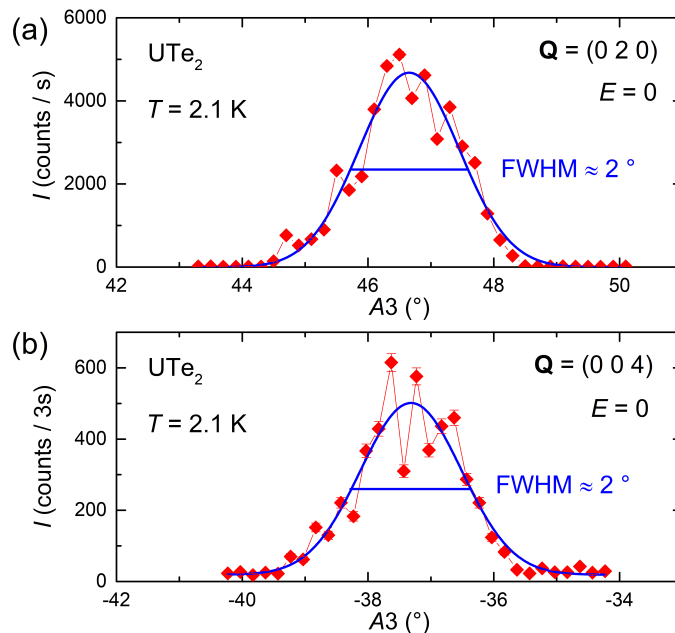 (a)
6000
4000
2000
0
I (counts / s)
UTe2
T = 2.1 K
Q = (0 2 0)
E = 0
FWHM ≈ 2 °
42 44 46 48 50
A3 (°)
(b)
600
400
200
0
I (counts / 3s)
UTe2
T = 2.1 K
Q = (0 0 4)
E = 0
FWHM ≈ 2 °
-42 -40 -38 -36 -34
A3 (°)